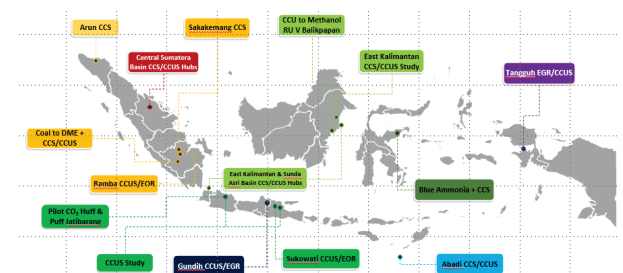 Arun CCS
Sakakemang CCS
CCU to Methanol
RU V Balikpapan
Central Sumatera
Basin CCS/CCUS Hubs
East Kalimantan
CCS/CCUS Study
Tangguh EGR/CCUS
Coal to DME +
CCS/CCUS
Ramba CCUS/EOR
East Kalimantan & Sunda
Asri Basin CCS/CCUS Hubs
Blue Ammonia + CCS
Pilot CO₂ Huff &
Puff Jatibarang
CCUS Study
Gundih CCUS/EGR
Sukowati CCUS/EOR
Abadi CCS/CCUS